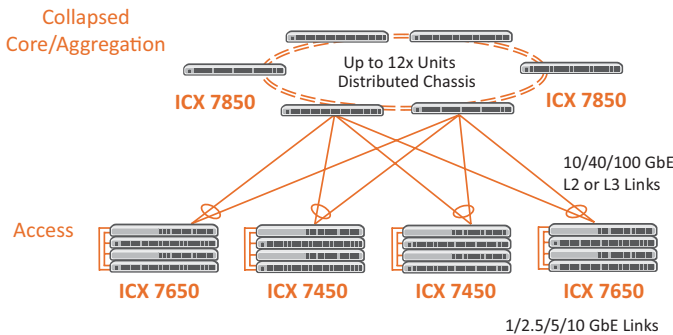 Collapsed
Core/Aggregation
Up to 12x Units
Distributed Chassis
ICX 7850
ICX 7850
10/40/100 GbE
L2 or L3 Links
Access
ICX 7650
ICX 7450
ICX 7450
ICX 7650
1/2.5/5/10 GbE Links